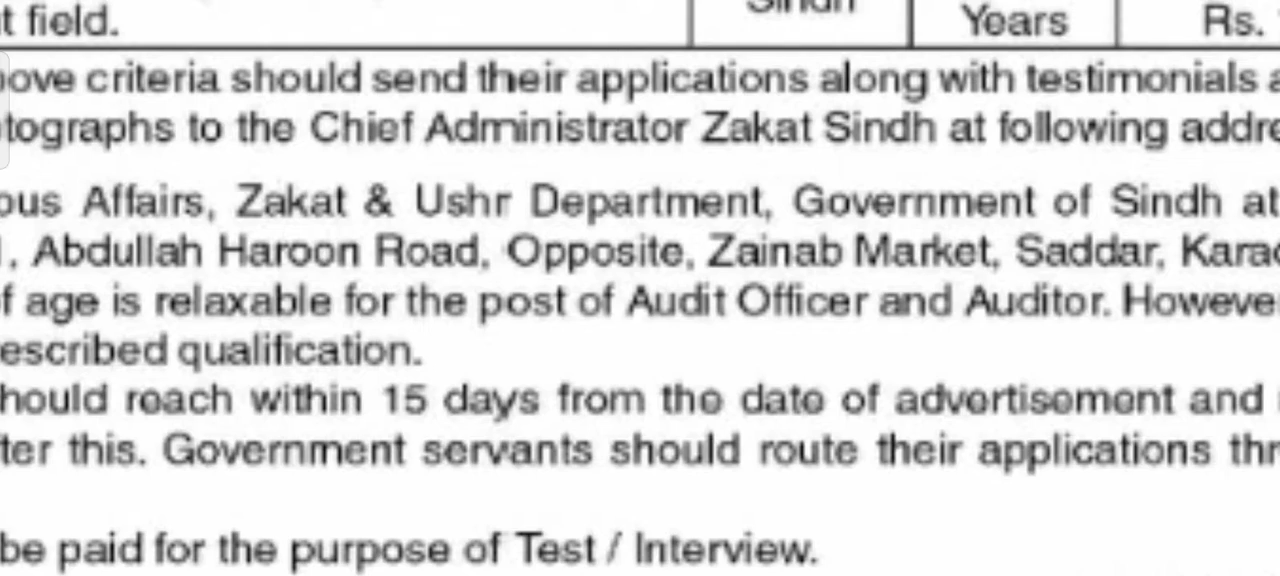 t field.
Sindh
Years
Rs.
ove criteria should send their applications along with testimonials a
tographs to the Chief Administrator Zakat Sindh at following addre
ous Affairs, Zakat & Ushr Department, Government of Sindh at
, Abdullah Haroon Road, Opposite, Zainab Market, Saddar, Karac
f age is relaxable for the post of Audit Officer and Auditor. Howeve
escribed qualification.
hould reach within 15 days from the date of advertisement and
ter this. Government servants should route their applications thr
be paid for the purpose of Test / Interview.